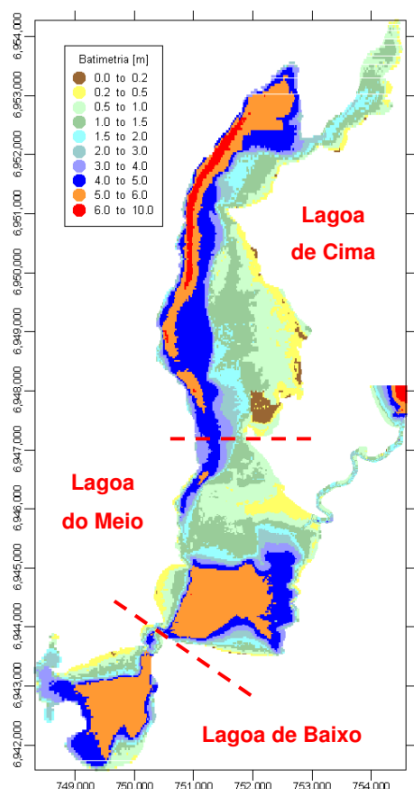 6,954,000
Batimetria [m]
0.0 to 0.2
0.2 to 0.5
0.5 to 1.0
1.0 to 1.5
1.5 to 2.0
2.0 to 3.0
3.0 to 4.0
4.0 to 5.0
5.0 to 6.0
6.0 to 10.0
6,953,000
6,952,000
6,951,000
Lagoa
de Cima
6,950,000
6,949,000
6,948,000
6,947,000
Lagoa
do Meio
6,946,000
6,945,000
6,944,000
6,943,000
Lagoa de Baixo
6,942,000
749,000 750,000 751,000 752,000 753,000 754,000